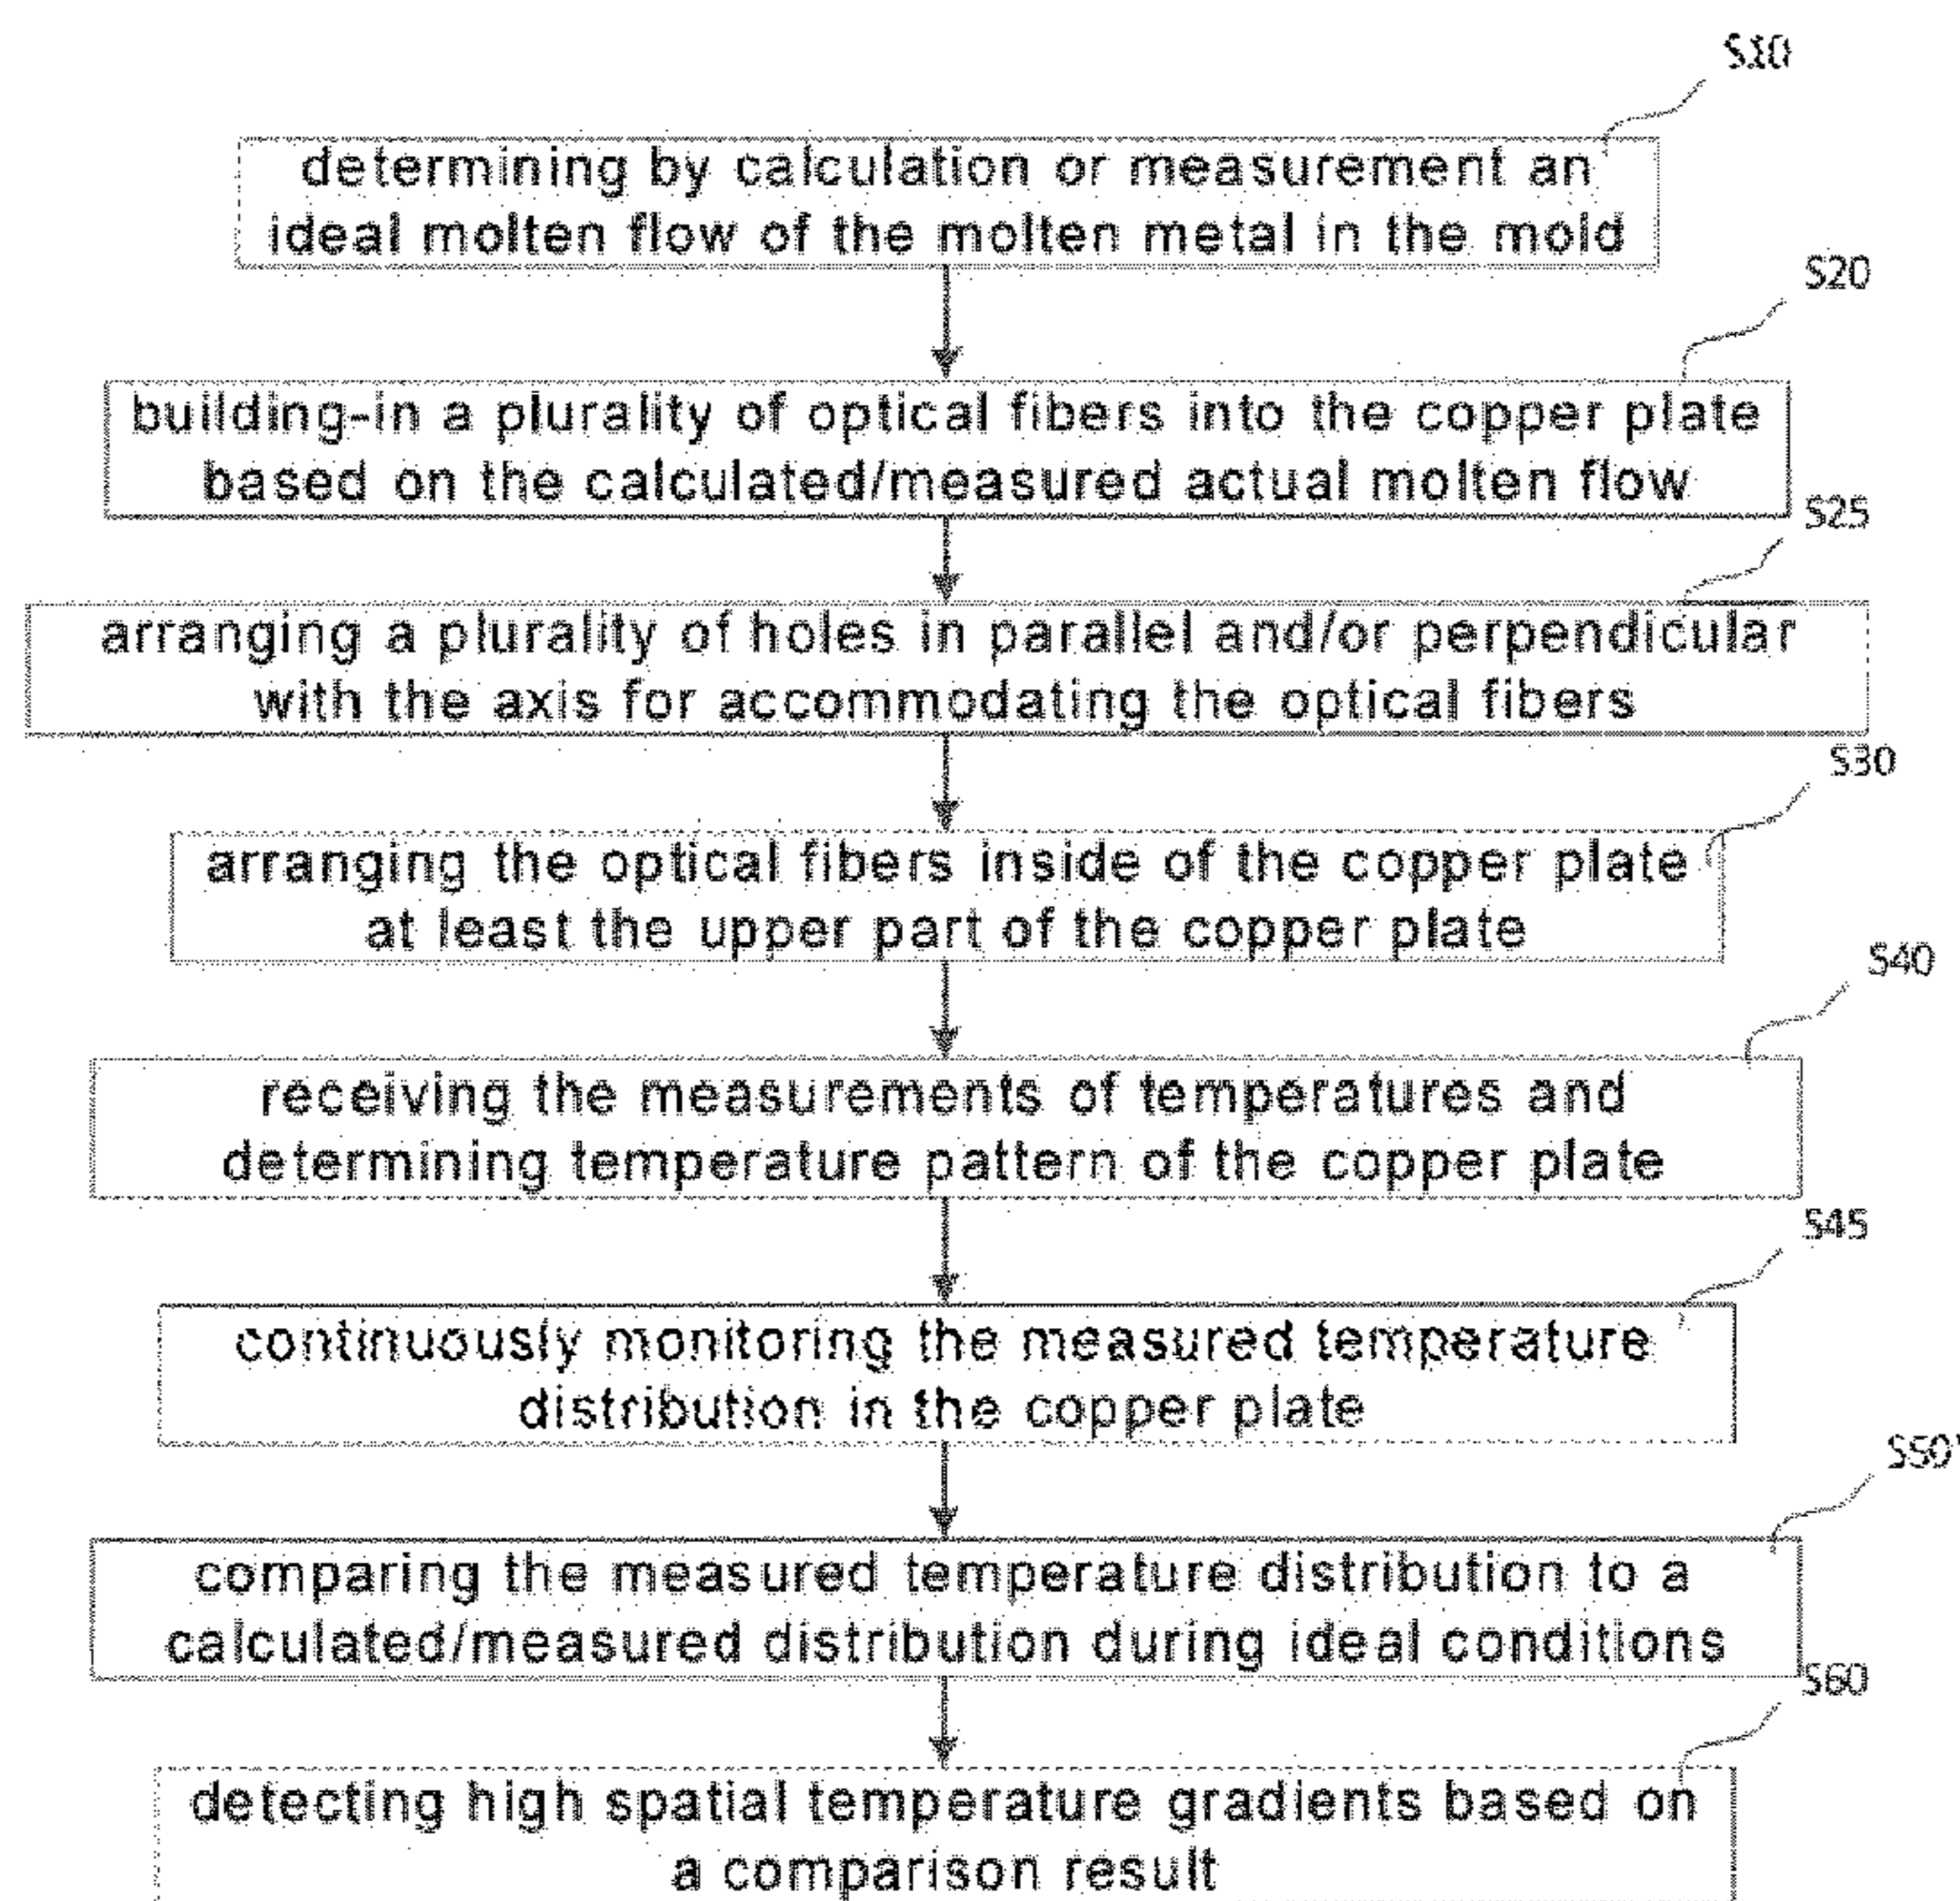 S10
determining by calculation or measurement an
ideal molten flow of the molten metal in the mold
S20
building-in a plurality of optical fibers into the copper plate
based on the calculated/measured actual molten flow
S25
arranging a plurality of holes in parallel and/or perpendicular
with the axis for accommodating the optical fibers
S30
arranging the optical fibers inside of the copper plate
at least the upper part of the copper plate
S40
receiving the measurements of temperatures and
determining temperature pattern of the copper plate
S45
continuously monitoring the measured temperature
distribution in the copper plate
S50'
comparing the measured temperature distribution to a
calculated/measured distribution during ideal conditions
S60
detecting high spatial temperature gradients based on
a comparison result